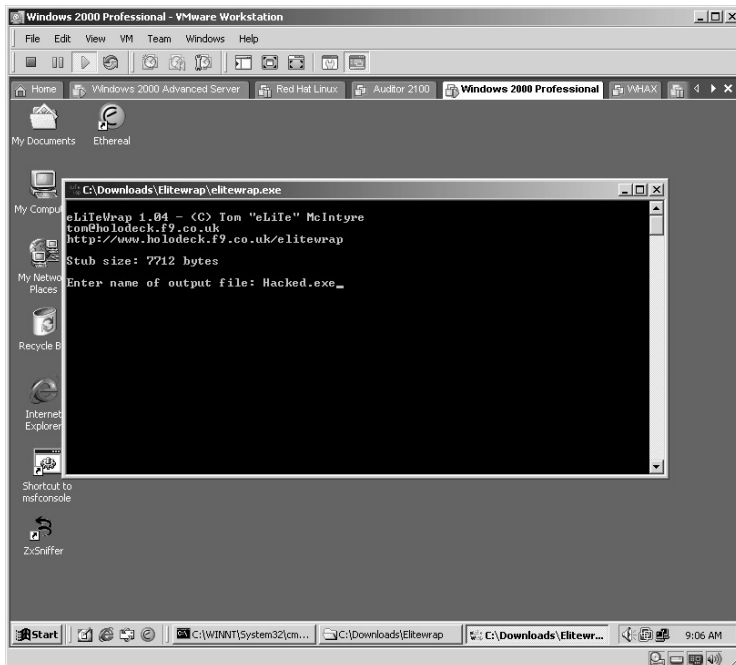 Windows 2000 Professional - VMware Workstation
File Edit View VM Team Windows Help
Home Windows 2000 Advanced Server Red Hat Linux Auditor 2100 Windows 2000 Professional WHAX
My Documents Ethereal
C:\Downloads\Elitewrap\elitewrap.exe
My Compu
eLiTeWrap 1.04 - (C) Tom "eLiTe" McIntyre
tom@holodeck.f9.co.uk
http://www.holodeck.f9.co.uk/elitewrap
Stub size: 7712 bytes
My Netwo
Places
Enter name of output file: Hacked.exe_
Recycle B
Internet
Explorer
Shortcut to
msfconsole
ZxSniffer
Start C:\WINNT\System32\cm... C:\Downloads\Elitewrap C:\Downloads\Elitewr... 9:06 AM